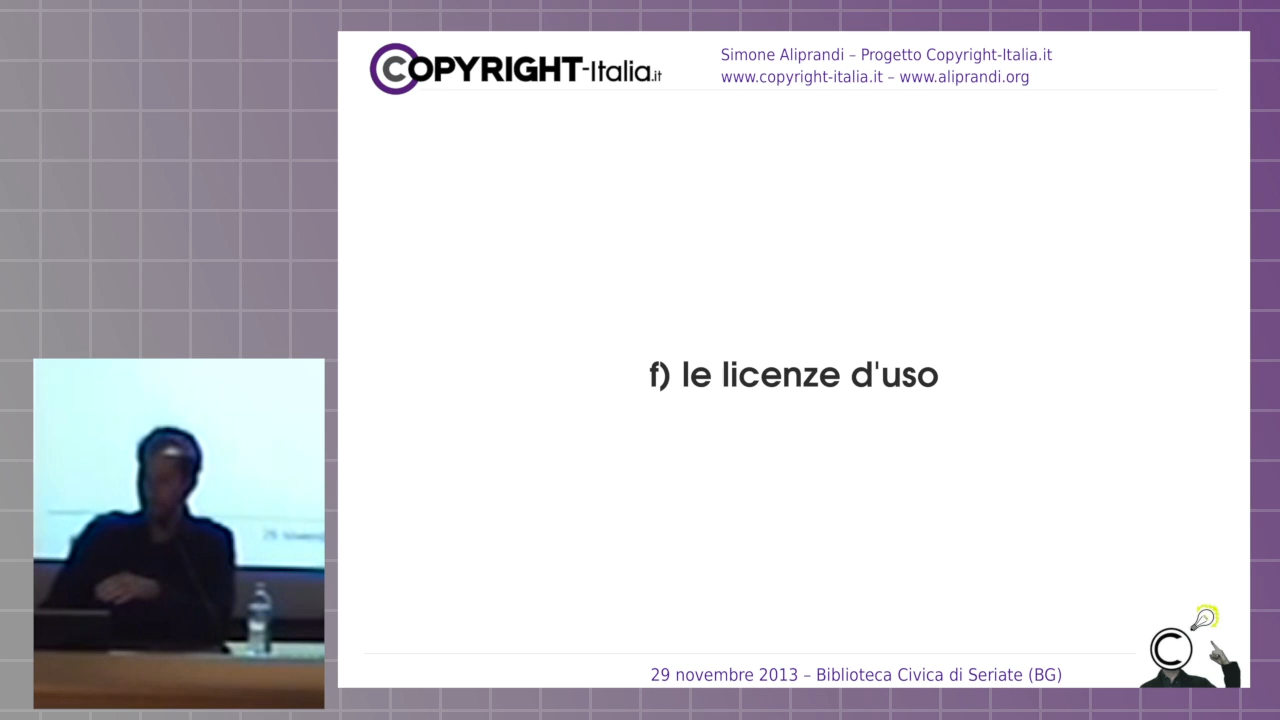 COPYRIGHT-Italia.it
Simone Aliprandi – Progetto Copyright-Italia.it
www.copyright-italia.it – www.aliprandi.org
f) le licenze d'uso
29 novembre 2013 – Biblioteca Civica di Seriate (BG)
C